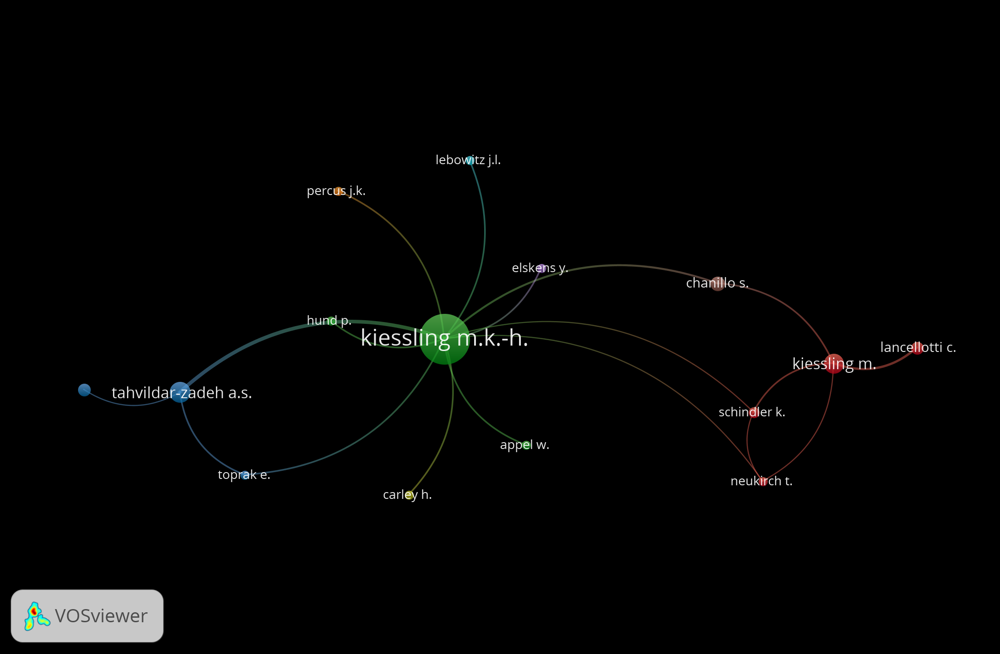 lebowitz j.l.
percus j.k.
elskens y.
chanillo s.
hund p.
kiessling m.k.-h.
lancellotti c.
kiessling m.
tahvildar-zadeh a.s.
schindler k.
appel w.
toprak e.
neukirch t.
carley h.
VOSviewer